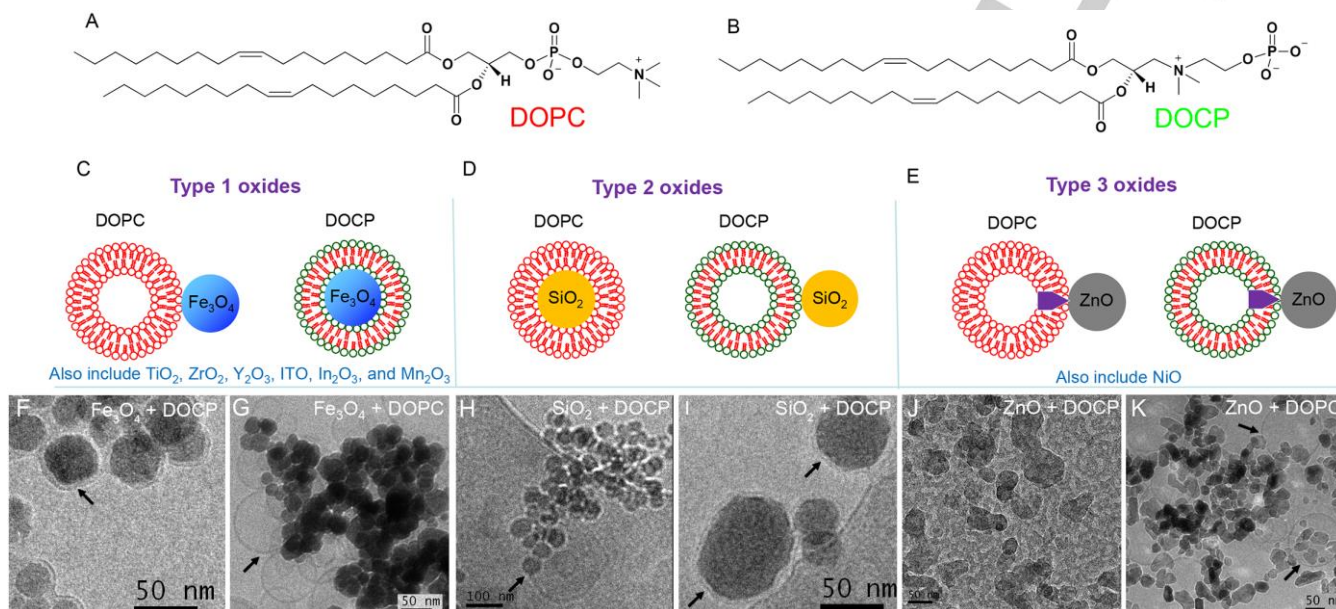 A
B
O
O
O
P
O
O⁻
O
N
+
H
O
O
DOPC
O
O
H
N
+
O
P
O
O⁻
O⁻
O
O
DOCP
C
D
E
Type 1 oxides
Type 2 oxides
Type 3 oxides
DOPC
DOCP
DOPC
DOCP
DOPC
DOCP
Fe₃O₄
Fe₃O₄
SiO₂
SiO₂
ZnO
ZnO
Also include TiO₂, ZrO₂, Y₂O₃, ITO, In₂O₃, and Mn₂O₃
Also include NiO
F
Fe₃O₄ + DOCP
G
Fe₃O₄ + DOPC
H
SiO₂ + DOCP
I
SiO₂ + DOCP
J
ZnO + DOCP
K
ZnO + DOPC
50 nm
50 nm
100 nm
50 nm
50 nm